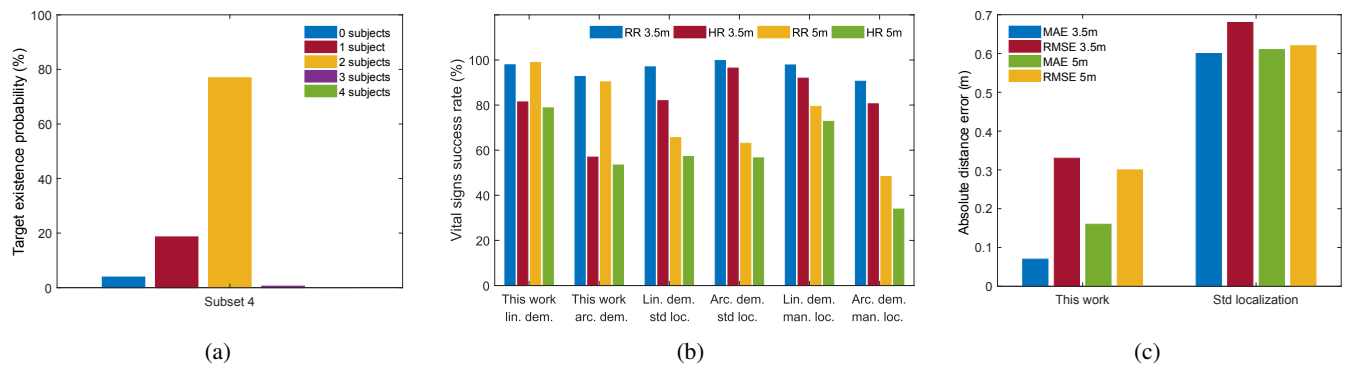 100
80
60
40
20
0
Target existence probability (%)
0 subjects
1 subject
2 subjects
3 subjects
4 subjects
Subset 4
(a)
100
80
60
40
20
0
Vital signs success rate (%)
RR 3.5m HR 3.5m RR 5m HR 5m
This work This work Lin. dem. Arc. dem. Lin. dem. Arc. dem.
lin. dem. arc. dem. std loc. std loc. man. loc. man. loc.
(b)
0.7
0.6
0.5
0.4
0.3
0.2
0.1
0
Absolute distance error (m)
MAE 3.5m
RMSE 3.5m
MAE 5m
RMSE 5m
This work Std localization
(c)